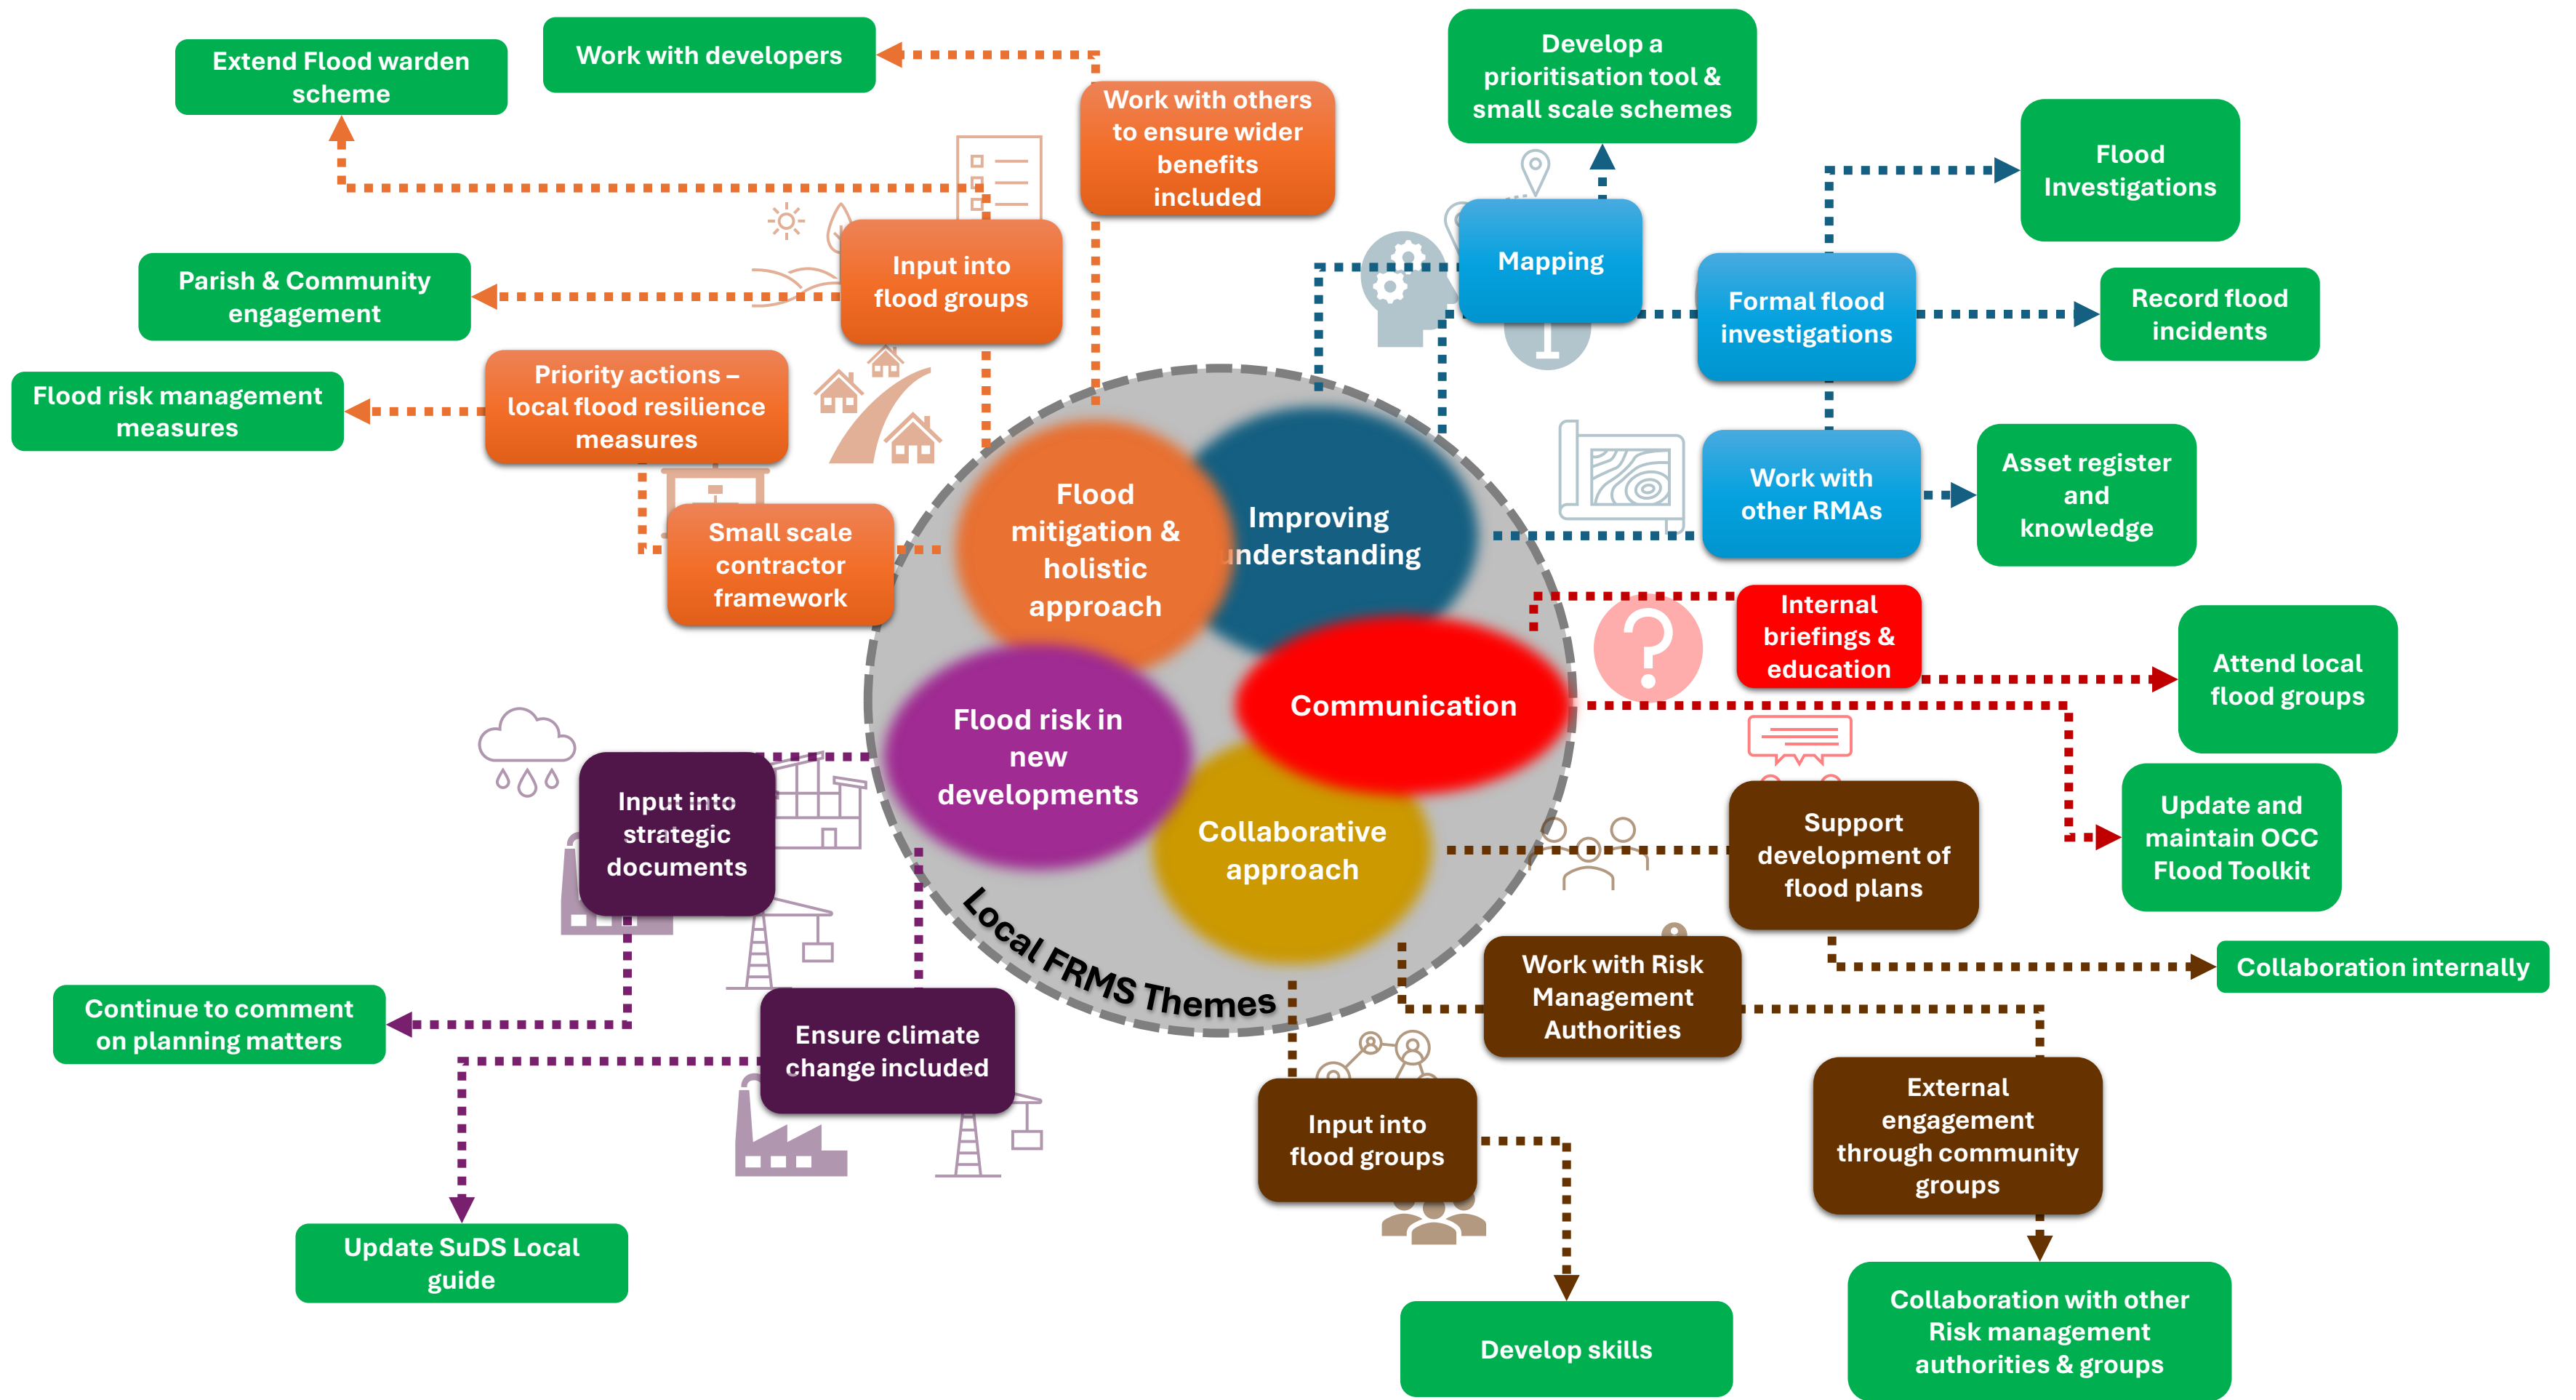 Extend Flood warden
scheme
Work with developers
Work with others
to ensure wider
benefits
included
Develop a
prioritisation tool &
small scale schemes
Flood
Investigations
Input into
flood groups
Mapping
Formal flood
investigations
Record flood
incidents
Parish & Community
engagement
Priority actions –
local flood resilience
measures
Flood risk management
measures
Small scale
contractor
framework
Work with
other RMAs
Asset register
and
knowledge
Flood
mitigation &
holistic
approach
Improving
understanding
Internal
briefings &
education
Attend local
flood groups
Communication
Flood risk in
new
developments
Collaborative
approach
Local FRMS Themes
Input into
strategic
documents
Support
development of
flood plans
Update and
maintain OCC
Flood Toolkit
Collaboration internally
Work with Risk
Management
Authorities
Continue to comment
on planning matters
Ensure climate
change included
Input into
flood groups
External
engagement
through community
groups
Update SuDS Local
guide
Develop skills
Collaboration with other
Risk management
authorities & groups